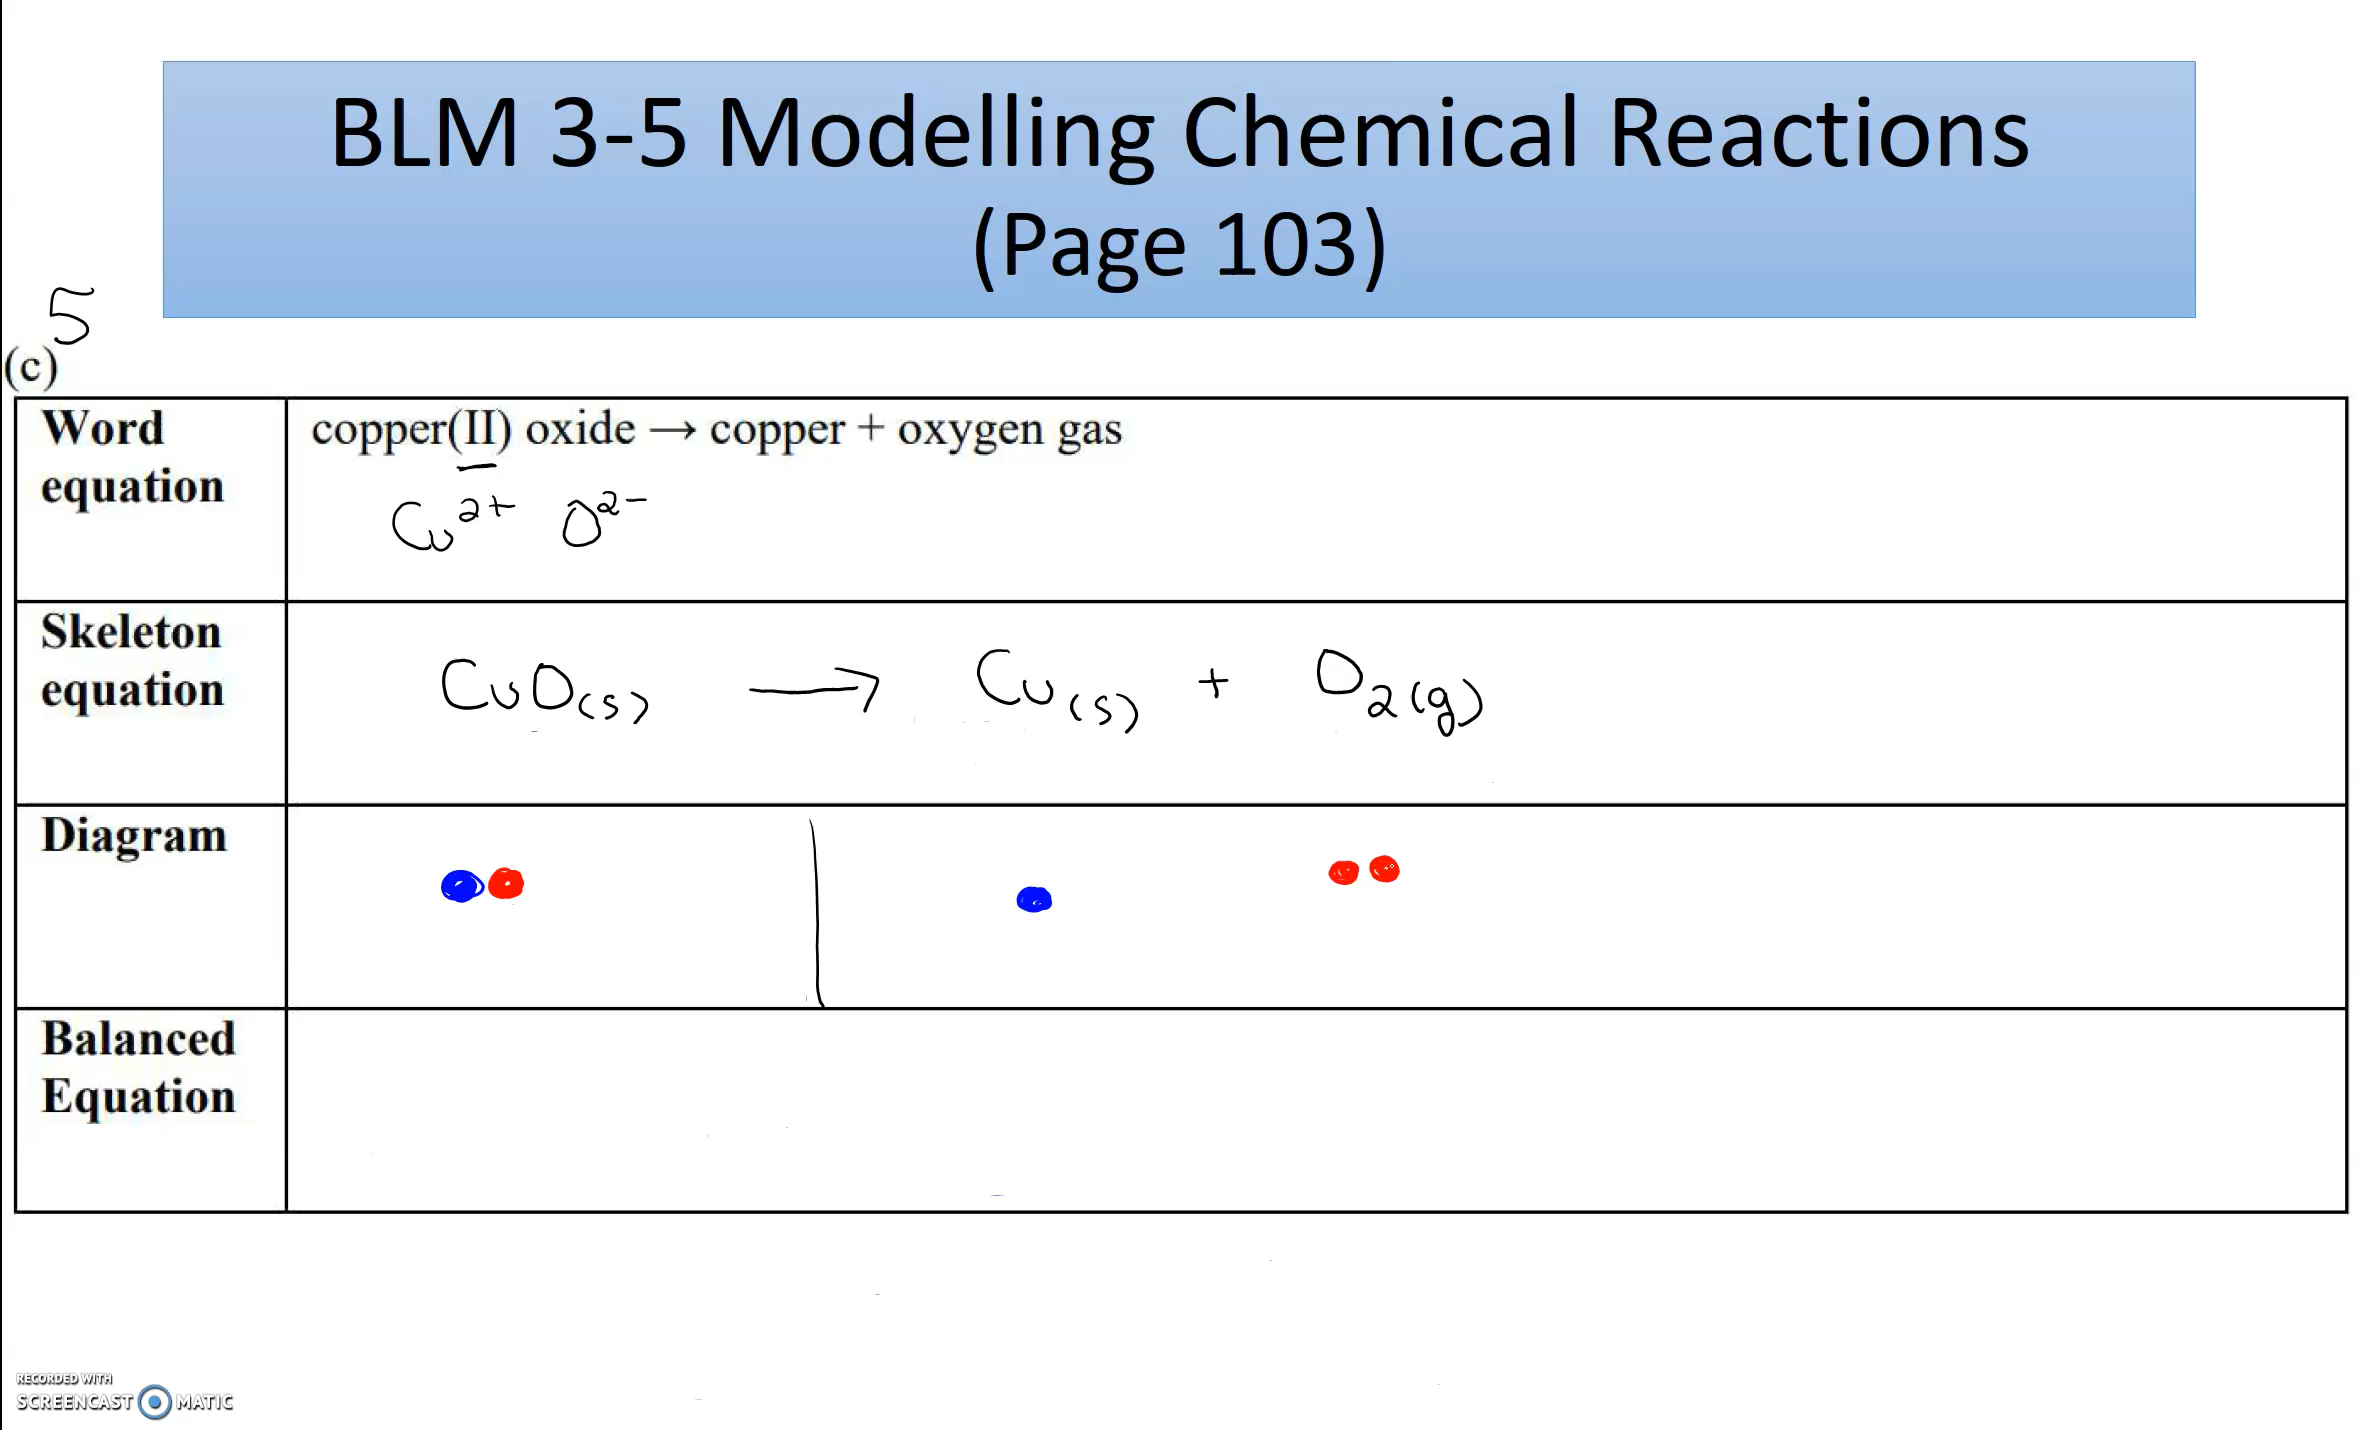 BLM 3-5 Modelling Chemical Reactions
(Page 103)
5
(c)
Word equation
copper(II) oxide → copper + oxygen gas
Cu²⁺ O²⁻
Skeleton equation
CuO(s) → Cu(s) + O₂(g)
Diagram
Balanced Equation
RECORDED WITH
SCREENCAST MATIC